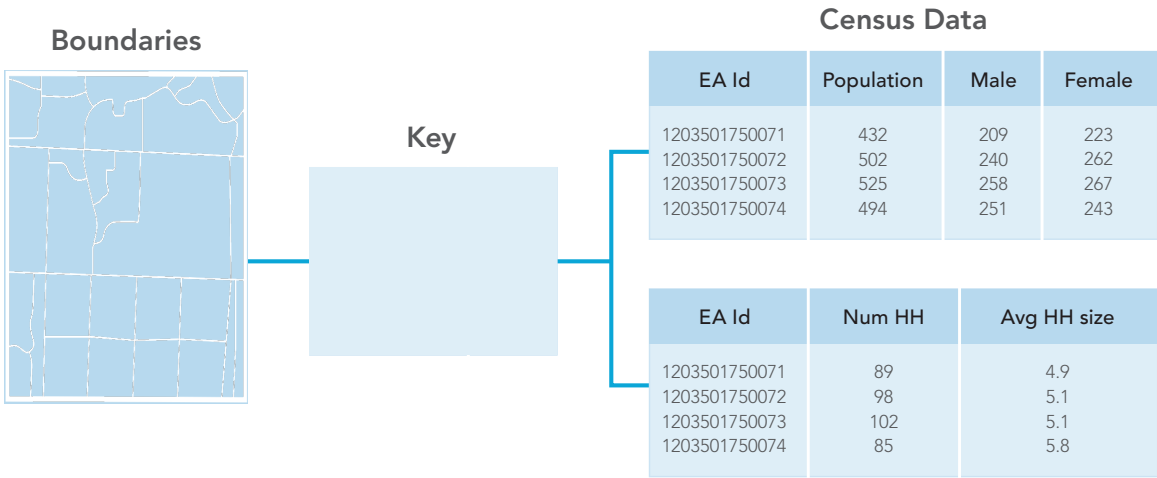 Boundaries
Key
Census Data
EA Id Population Male Female
1203501750071 432 209 223
1203501750072 502 240 262
1203501750073 525 258 267
1203501750074 494 251 243
EA Id Num HH Avg HH size
1203501750071 89 4.9
1203501750072 98 5.1
1203501750073 102 5.1
1203501750074 85 5.8